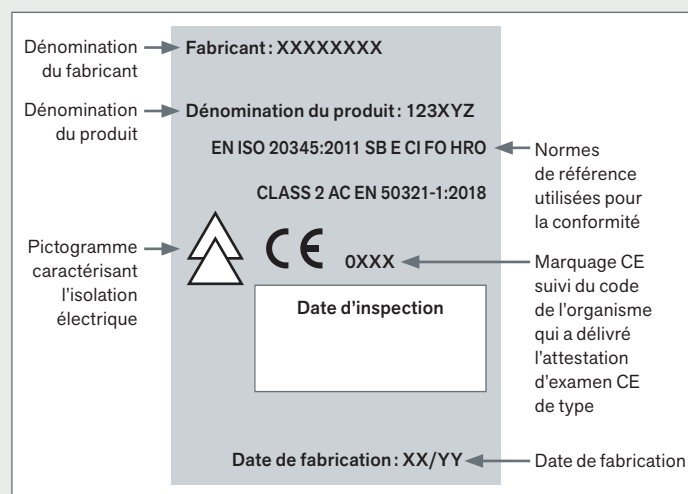 Dénomination
du fabricant
Fabricant : XXXXXXXX
Dénomination
du produit
Dénomination du produit : 123XYZ
EN ISO 20345:2011 SB E CI FO HRO
Normes
de référence
utilisées pour
la conformité
CLASS 2 AC EN 50321-1:2018
Pictogramme
caractérisant
l’isolation
électrique
CE
0XXX
Marquage CE
suivi du code
de l’organisme
qui a délivré
l’attestation
d’examen CE
de type
Date d’inspection
Date de fabrication : XX/YY
Date de fabrication